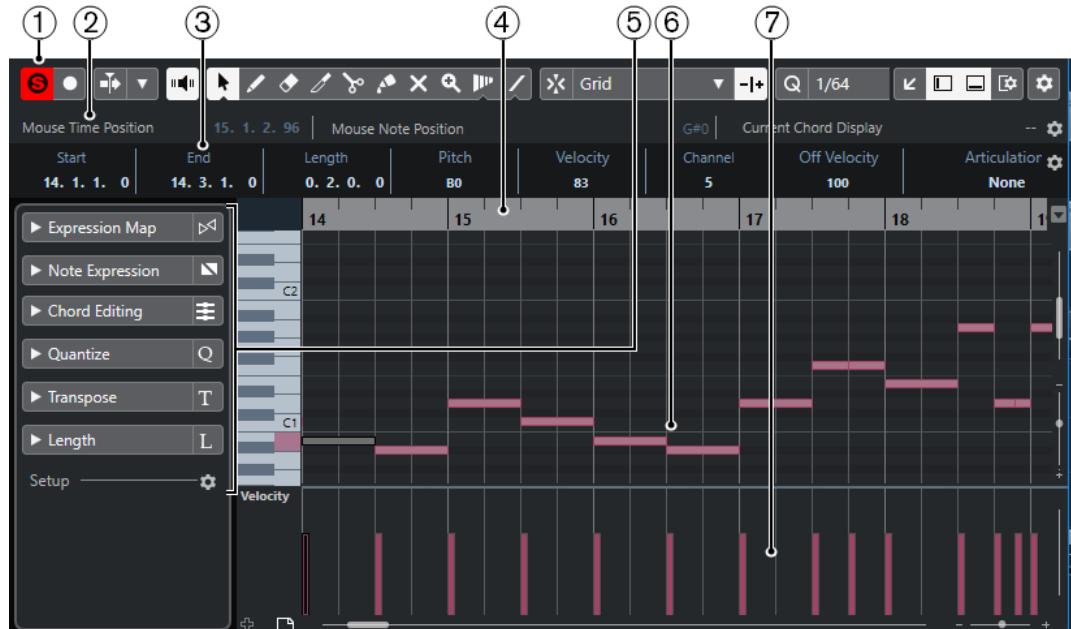 1 2 3 4 5 6 7
S Grid Q 1/64
Mouse Time Position 15. 1. 2. 96 Mouse Note Position G#0 Current Chord Display --
Start End Length Pitch Velocity Channel Off Velocity Articulation
14. 1. 1. 0 14. 3. 1. 0 0. 2. 0. 0 B0 83 5 100 None
14 15 16 17 18
Expression Map
Note Expression
C2
Chord Editing
Quantize Q
Transpose T
C1
Length L
Setup
Velocity